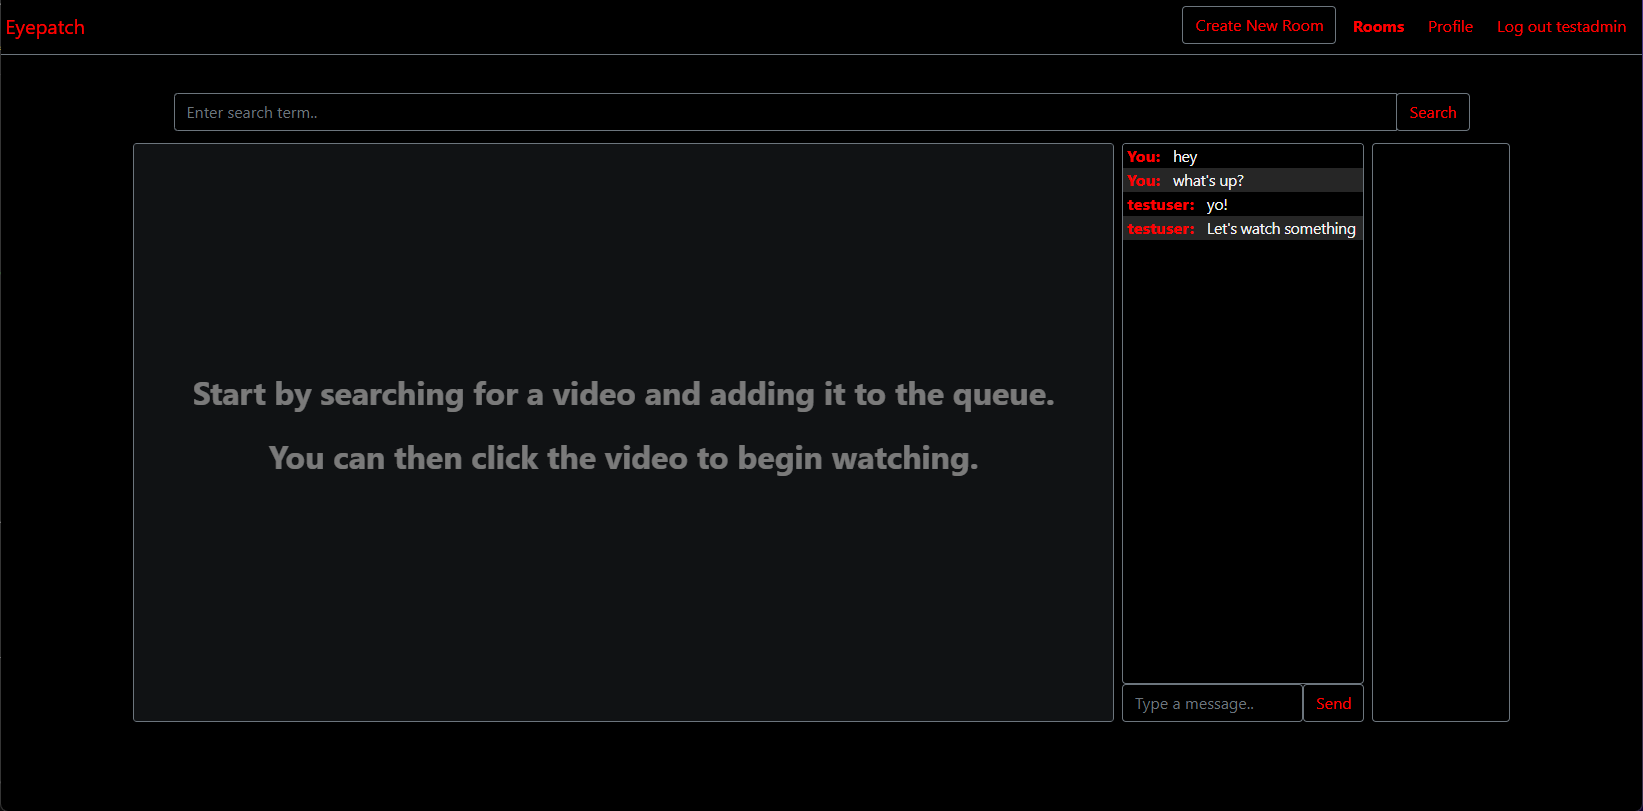 Eyepatch
Create New Room Rooms Profile Log out testadmin
Enter search term..
Search
Start by searching for a video and adding it to the queue.
You can then click the video to begin watching.
You: hey
You: what's up?
testuser: yo!
testuser: Let's watch something
Type a message..
Send